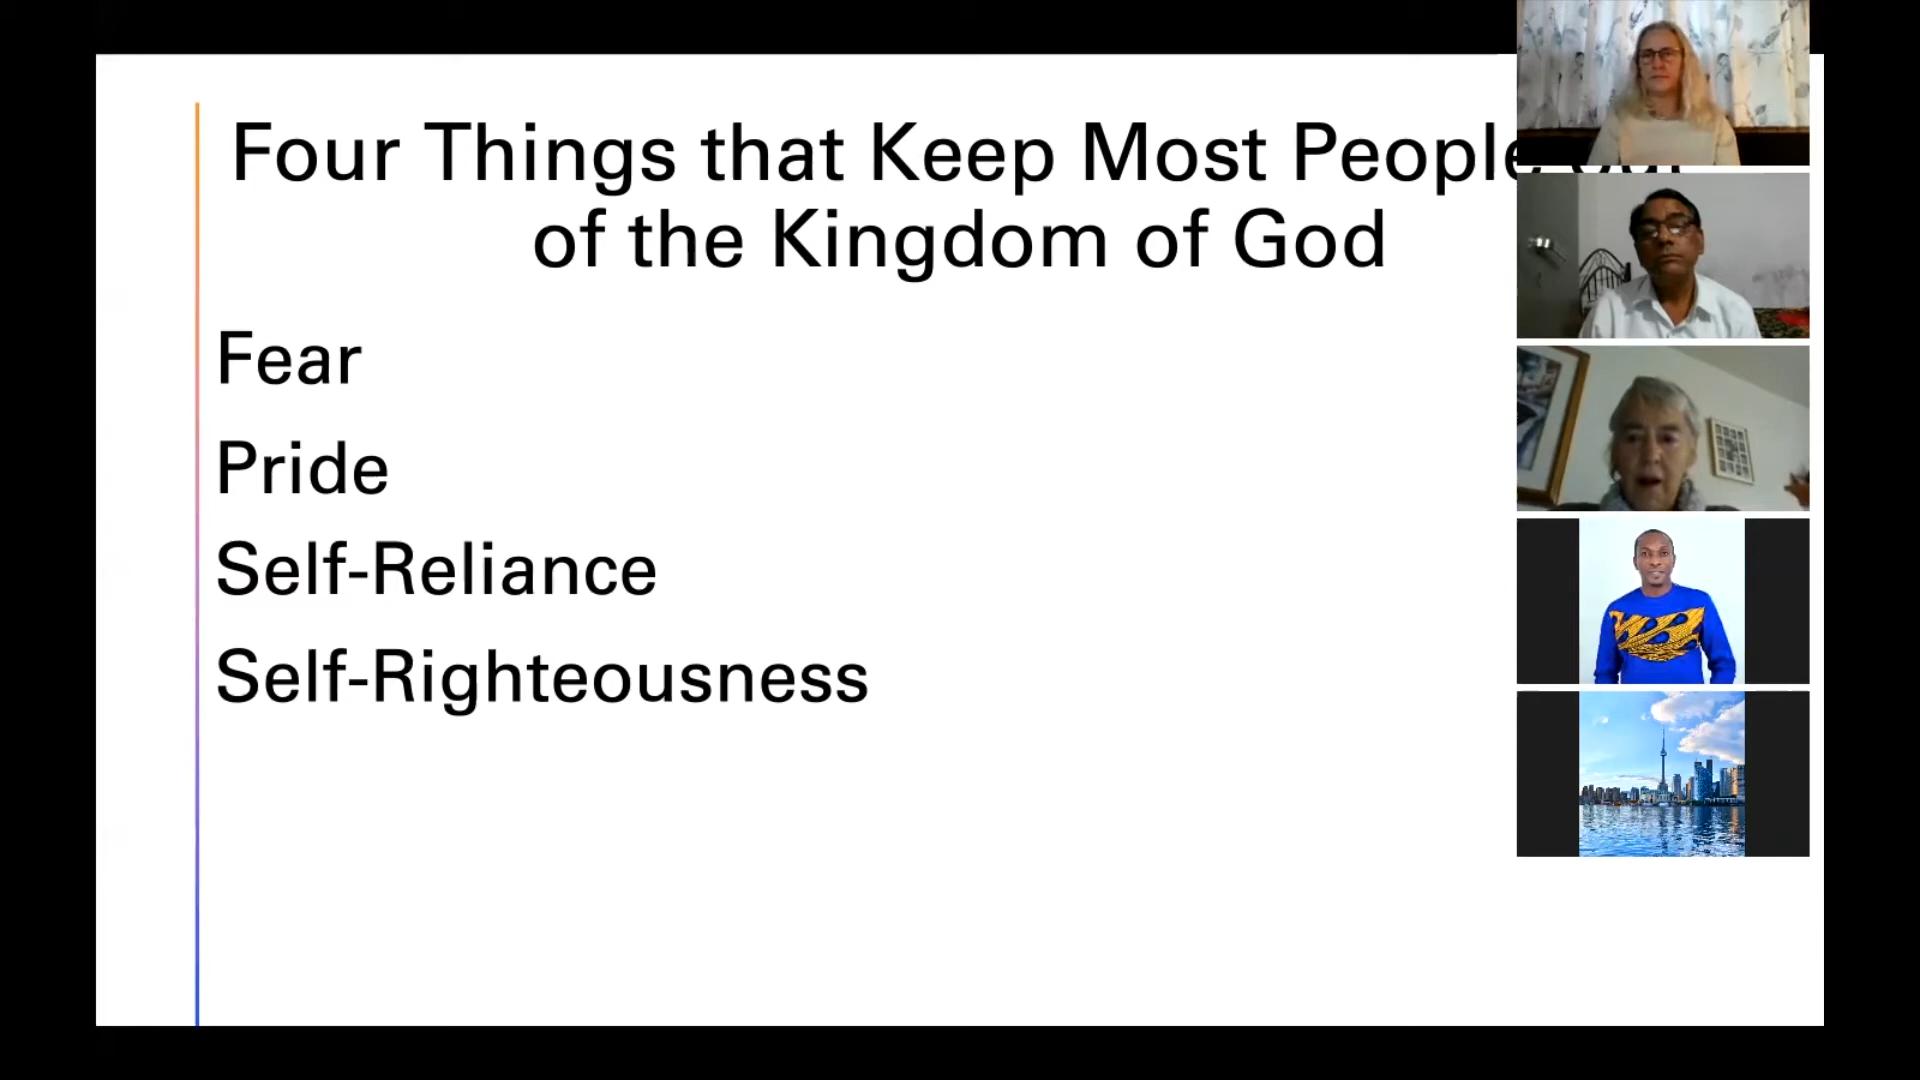 Four Things that Keep Most People
of the Kingdom of God
Fear
Pride
Self-Reliance
Self-Righteousness